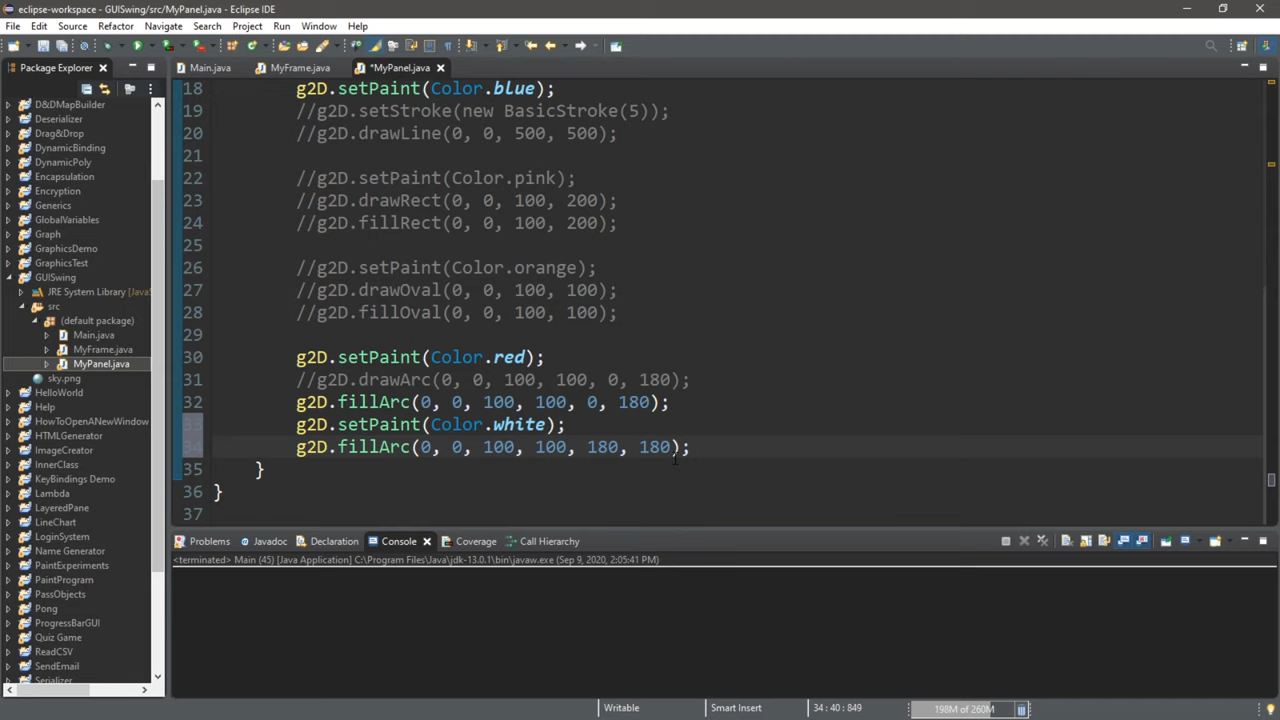 eclipse-workspace - GUISwing/src/MyPanel.java - Eclipse IDE
File Edit Source Refactor Navigate Search Project Run Window Help
Package Explorer
Main.java MyFrame.java *MyPanel.java
D&DMapBuilder
Deserializer
Drag&Drop
DynamicBinding
DynamicPoly
Encapsulation
Encryption
Generics
GlobalVariables
Graph
GraphicsDemo
GraphicsTest
GUISwing
JRE System Library [JavaS
src
(default package)
Main.java
MyFrame.java
MyPanel.java
sky.png
HelloWorld
Help
HowToOpenANewWindow
HTMLGenerator
ImageCreator
InnerClass
KeyBindings Demo
Lambda
LayeredPane
LineChart
LoginSystem
Name Generator
PaintExperiments
PaintProgram
PassObjects
Pong
ProgressBarGUI
Quiz Game
ReadCSV
SendEmail
Serializer
18 g2D.setPaint(Color.blue);
19 //g2D.setStroke(new BasicStroke(5));
20 //g2D.drawLine(0, 0, 500, 500);
21
22 //g2D.setPaint(Color.pink);
23 //g2D.drawRect(0, 0, 100, 200);
24 //g2D.fillRect(0, 0, 100, 200);
25
26 //g2D.setPaint(Color.orange);
27 //g2D.drawOval(0, 0, 100, 100);
28 //g2D.fillOval(0, 0, 100, 100);
29
30 g2D.setPaint(Color.red);
31 //g2D.drawArc(0, 0, 100, 100, 0, 180);
32 g2D.fillArc(0, 0, 100, 100, 0, 180);
33 g2D.setPaint(Color.white);
34 g2D.fillArc(0, 0, 100, 100, 180, 180);
35 }
36 }
37
Problems Javadoc Declaration Console Coverage Call Hierarchy
<terminated> Main (45) [Java Application] C:\Program Files\Java\jdk-13.0.1\bin\javaw.exe (Sep 9, 2020, 2:05:41 PM)
Writable Smart Insert 34 : 40 : 849 198M of 260M